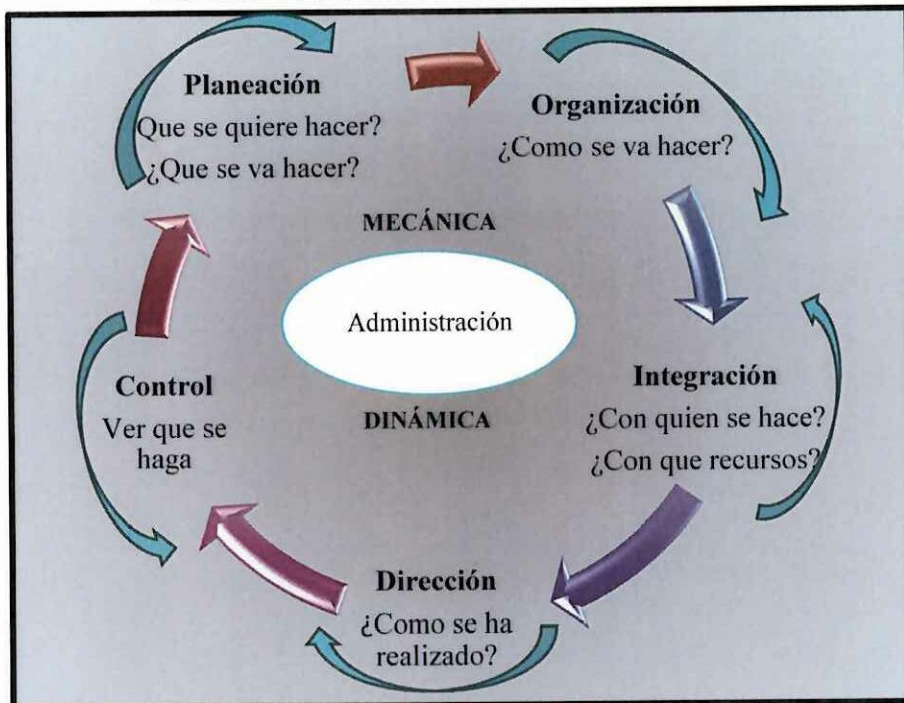 Planeación
Que se quiere hacer?
¿Que se va hacer?
Organización
¿Como se va hacer?
MECÁNICA
Administración
DINÁMICA
Integración
¿Con quien se hace?
¿Con que recursos?
Dirección
¿Como se ha
realizado?
Control
Ver que se
haga